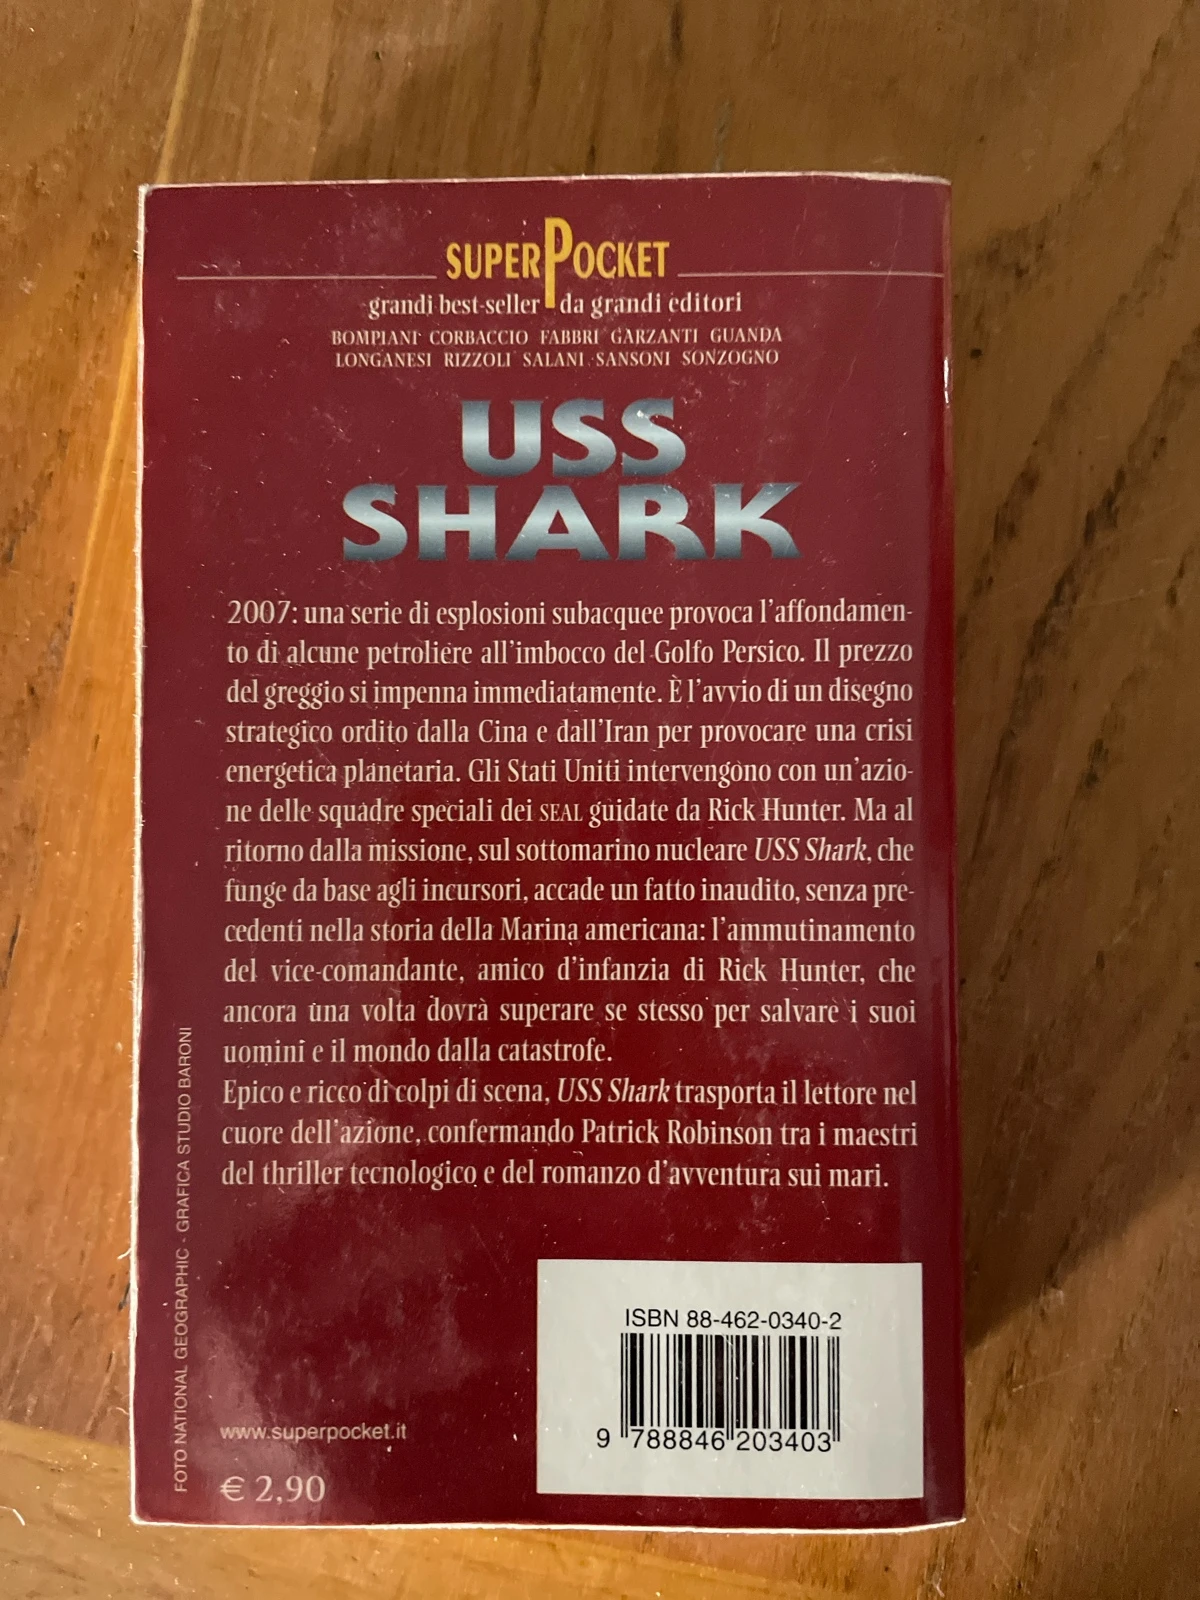 SUPERPOCKET
grandi best-seller da grandi editori
BOMPIANI CORBACCIO FABBRI GARZANTI GUANDA
LONGANESI RIZZOLI SALANI SANSONI SONZOGNO
USS
SHARK
2007: una serie di esplosioni subacquee provoca l'affondamen-
to di alcune petroliere all'imbocco del Golfo Persico. Il prezzo
del greggio si impenna immediatamente. È l'avvio di un disegno
strategico ordito dalla Cina e dall'Iran per provocare una crisi
energetica planetaria. Gli Stati Uniti intervengono con un'azio-
ne delle squadre speciali dei SEAL guidate da Rick Hunter. Ma al
ritorno dalla missione, sul sottomarino nucleare USS Shark, che
funge da base agli incursori, accade un fatto inaudito, senza pre-
cedenti nella storia della Marina americana: l'ammutinamento
del vice-comandante, amico d'infanzia di Rick Hunter, che
ancora una volta dovrà superare se stesso per salvare i suoi
uomini e il mondo dalla catastrofe.
Epico e ricco di colpi di scena, USS Shark trasporta il lettore nel
cuore dell'azione, confermando Patrick Robinson tra i maestri
del thriller tecnologico e del romanzo d'avventura sui mari.
FOTO NATIONAL GEOGRAPHIC - GRAFICA STUDIO BARONI
ISBN 88-462-0340-2
9 788846 203403
www.superpocket.it
€ 2,90